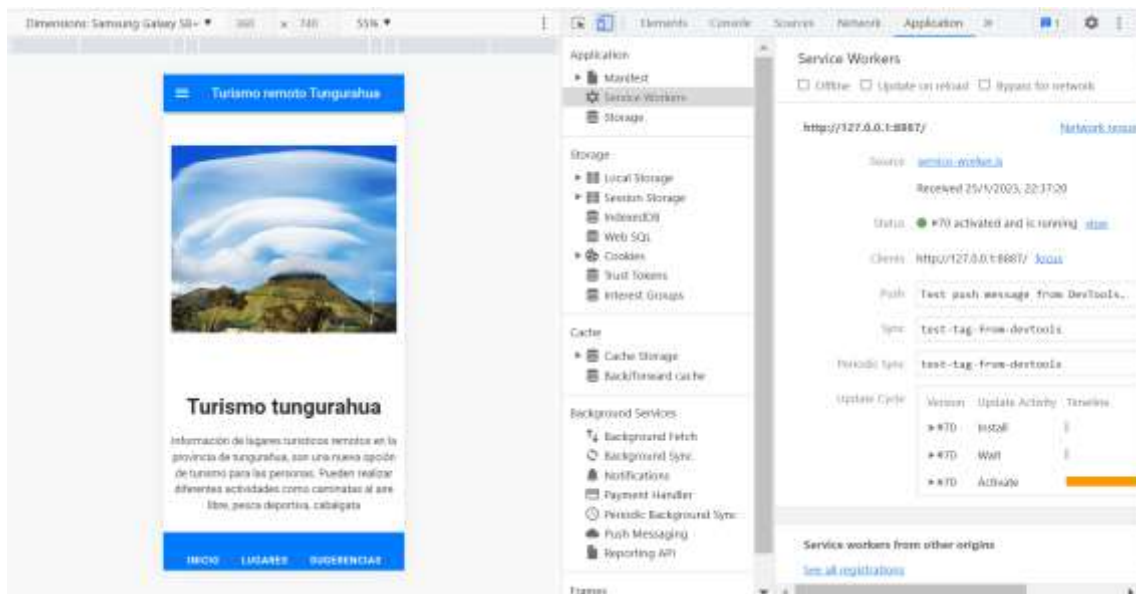 Dimensions: Samsung Galaxy S8+ ▼ 360 x 740 55% ▼
Elements Console Sources Network Application » 1
Turismo remoto Tungurahua
Turismo tungurahua
Información de lugares turisticos remotos en la
provincia de tungurahua, son una nueva opción
de turismo para las personas. Pueden realizar
diferentes actividades como caminatas al aire
libre, pesca deportiva, cabalgata
INICIO LUGARES SUGERENCIAS
Application
Manifest
Service Workers
Storage
Storage
Local Storage
Session Storage
IndexedDB
Web SQL
Cookies
Trust Tokens
Interest Groups
Cache
Cache Storage
Back/forward cache
Background Services
Background Fetch
Background Sync
Notifications
Payment Handler
Periodic Background Sync
Push Messaging
Reporting API
Frames
Service Workers
Offline Update on reload Bypass for network
http://127.0.0.1:8887/ Network
Source service-worker.js
Received 25/1/2023, 22:37:20
Status #70 activated and is running stop
Clients http://127.0.0.1:8887/ focus
Push Test push message from DevTools.
Sync test-tag-from-devtools
Periodic Sync test-tag-from-devtools
Update Cycle Version Update Activity Timeline
#70 Install
#70 Wait
#70 Activate
Service workers from other origins
See all registrations